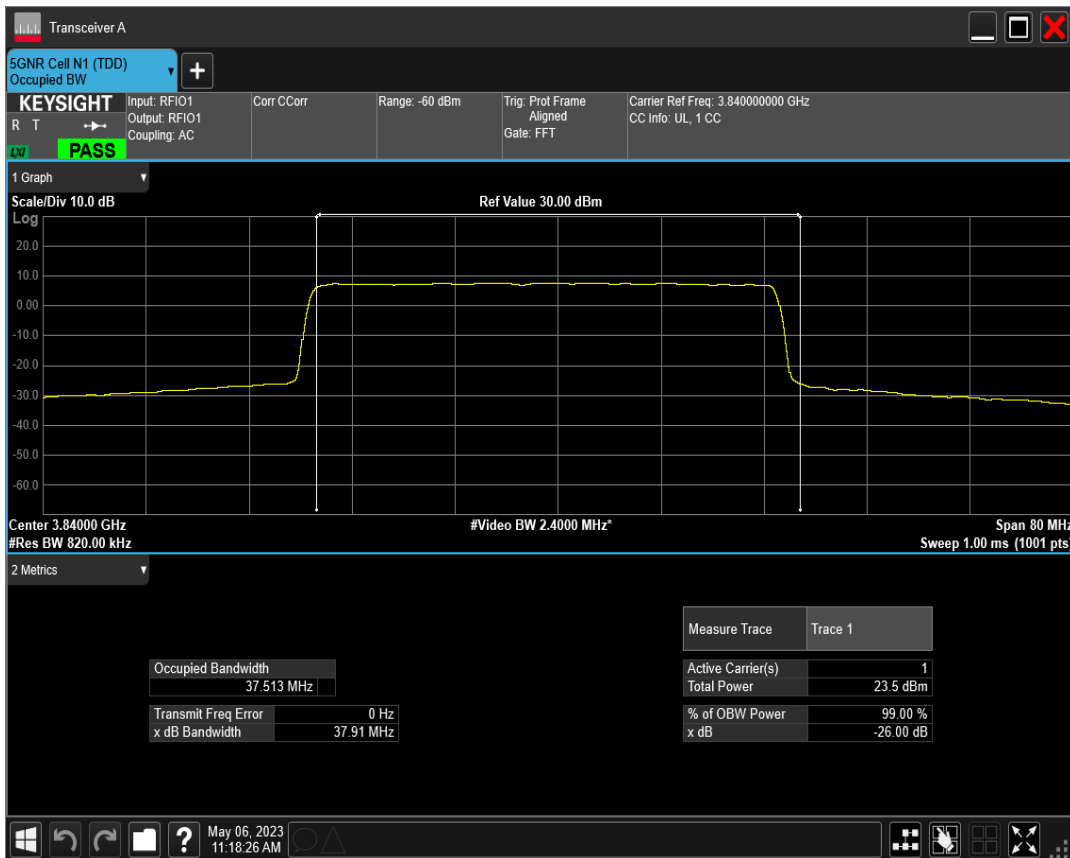 Transceiver A
5GNR Cell N1 (TDD)
Occupied BW
KEYSIGHT
R T
LXI
PASS
Input: RFIO1
Output: RFIO1
Coupling: AC
Corr CCorr
Range: -60 dBm
Trig: Prot Frame
Aligned
Gate: FFT
Carrier Ref Freq: 3.840000000 GHz
CC Info: UL, 1 CC
1 Graph
Scale/Div 10.0 dB
Ref Value 30.00 dBm
Log
20.0
10.0
0.00
-10.0
-20.0
-30.0
-40.0
-50.0
-60.0
Center 3.84000 GHz
#Video BW 2.4000 MHz*
Span 80 MHz
#Res BW 820.00 kHz
Sweep 1.00 ms (1001 pts)
2 Metrics
Measure Trace Trace 1
Occupied Bandwidth
37.513 MHz
Active Carrier(s) 1
Total Power 23.5 dBm
Transmit Freq Error 0 Hz
x dB Bandwidth 37.91 MHz
% of OBW Power 99.00 %
x dB -26.00 dB
May 06, 2023
11:18:26 AM